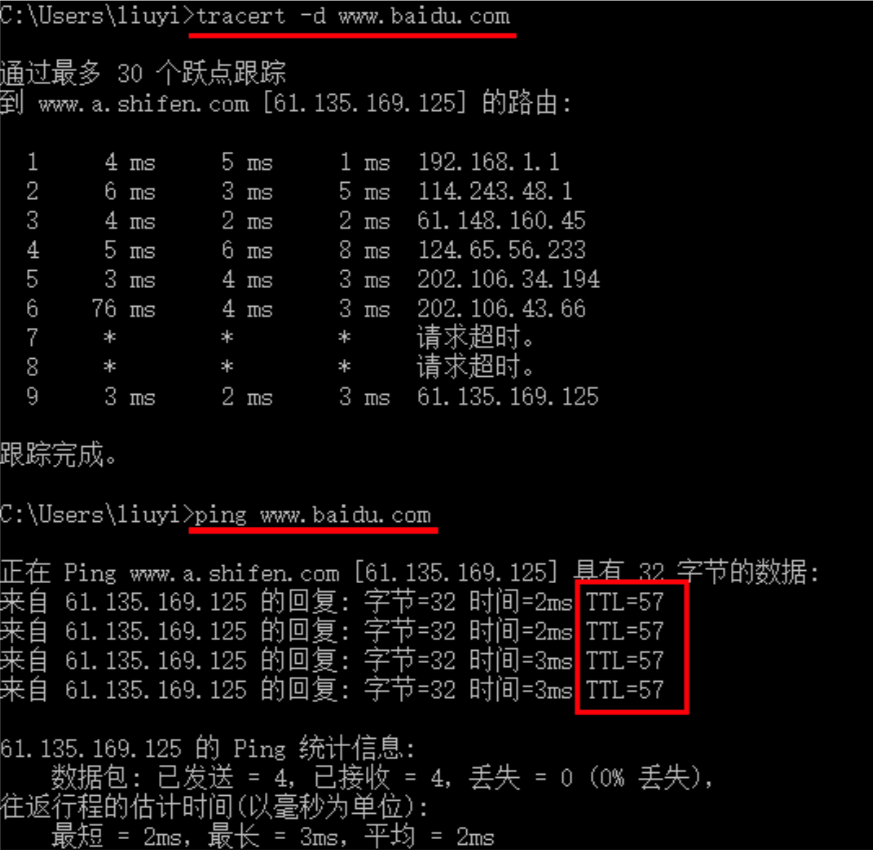 C:\Users\liuyi>tracert -d www.baidu.com
通过最多 30 个跃点跟踪
到 www.a.shifen.com [61.135.169.125] 的路由:
1 4 ms 5 ms 1 ms 192.168.1.1
2 6 ms 3 ms 5 ms 114.243.48.1
3 4 ms 2 ms 2 ms 61.148.160.45
4 5 ms 6 ms 8 ms 124.65.56.233
5 3 ms 4 ms 3 ms 202.106.34.194
6 76 ms 4 ms 3 ms 202.106.43.66
7 * * * 请求超时。
8 * * * 请求超时。
9 3 ms 2 ms 3 ms 61.135.169.125
跟踪完成。
C:\Users\liuyi>ping www.baidu.com
正在 Ping www.a.shifen.com [61.135.169.125] 具有 32 字节的数据:
来自 61.135.169.125 的回复: 字节=32 时间=2ms TTL=57
来自 61.135.169.125 的回复: 字节=32 时间=2ms TTL=57
来自 61.135.169.125 的回复: 字节=32 时间=3ms TTL=57
来自 61.135.169.125 的回复: 字节=32 时间=3ms TTL=57
61.135.169.125 的 Ping 统计信息:
数据包: 已发送 = 4，已接收 = 4，丢失 = 0 (0% 丢失)，
往返行程的估计时间(以毫秒为单位):
最短 = 2ms，最长 = 3ms，平均 = 2ms